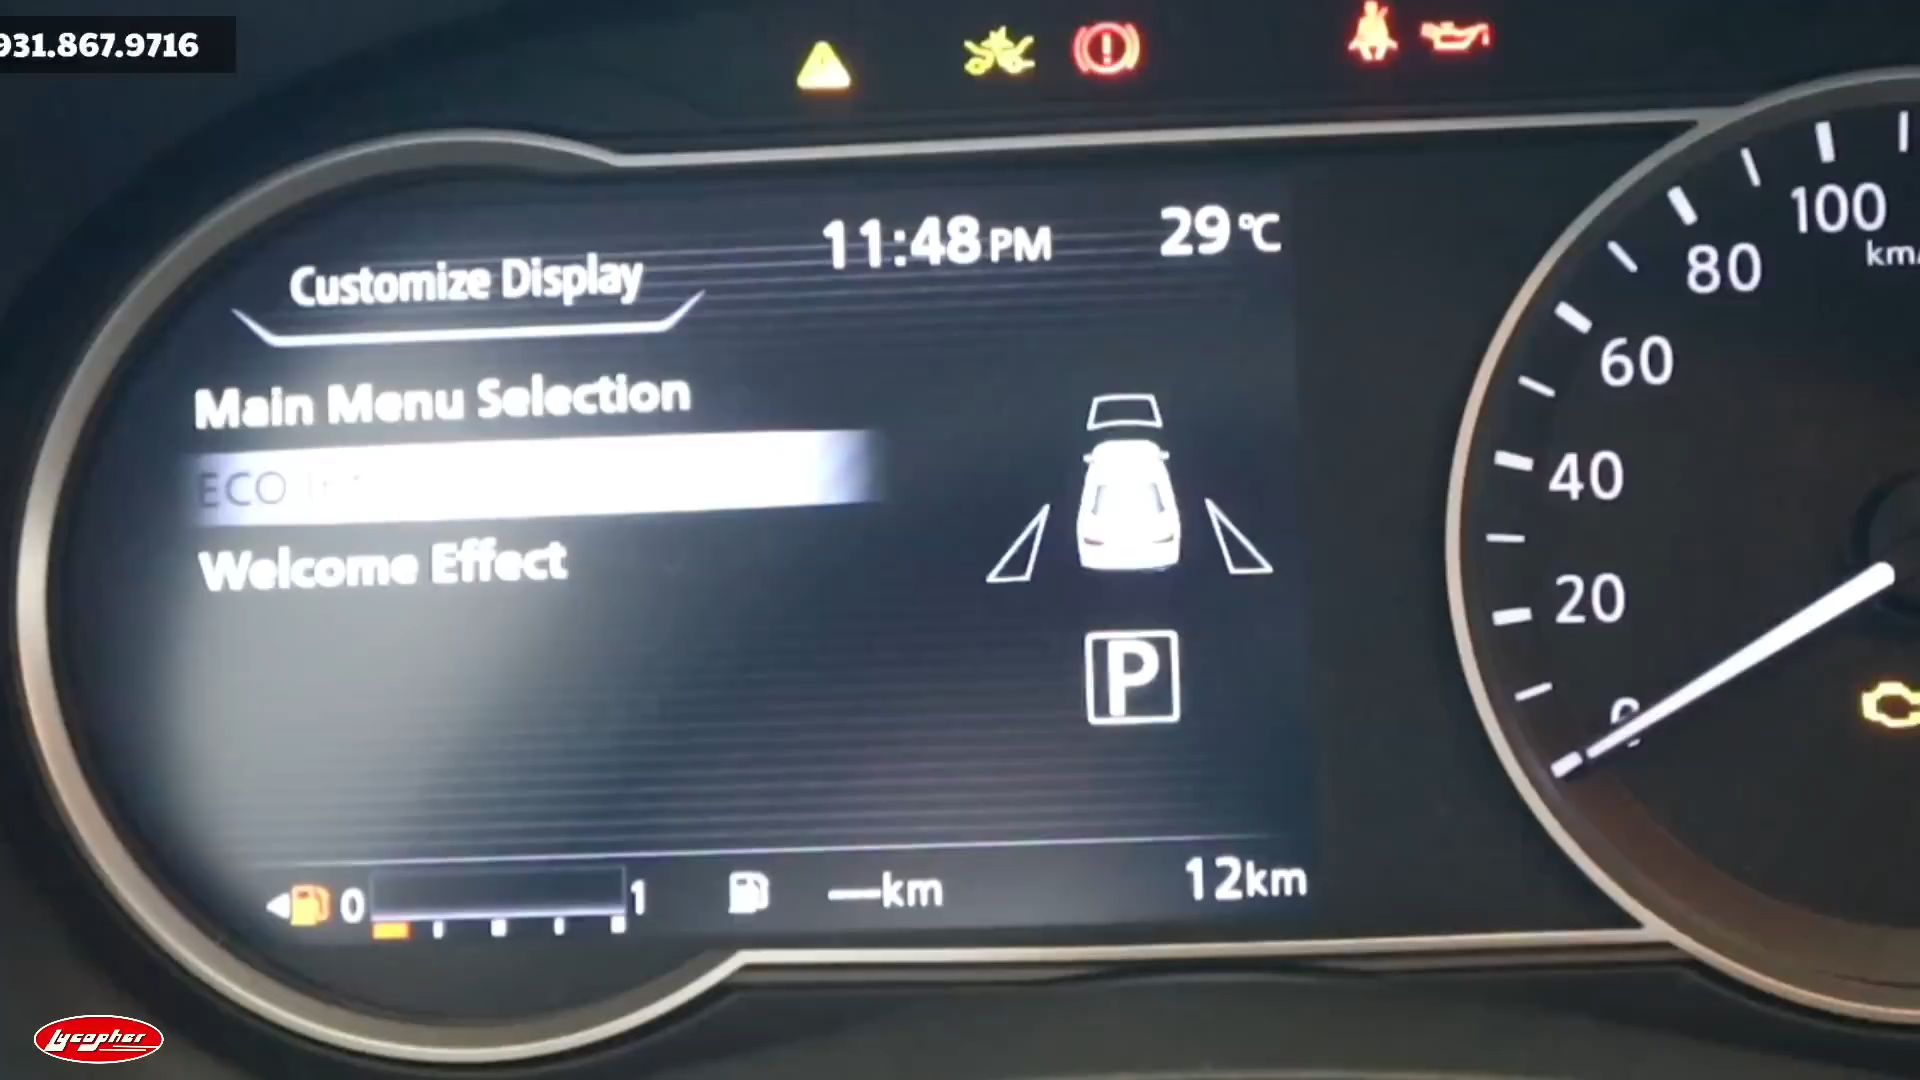 931.867.9716
11:48 PM 29°C
Customize Display
Main Menu Selection
ECO
Welcome Effect
P
0 1 —km 12km
100
km/
80
60
40
20
0
Lycopher